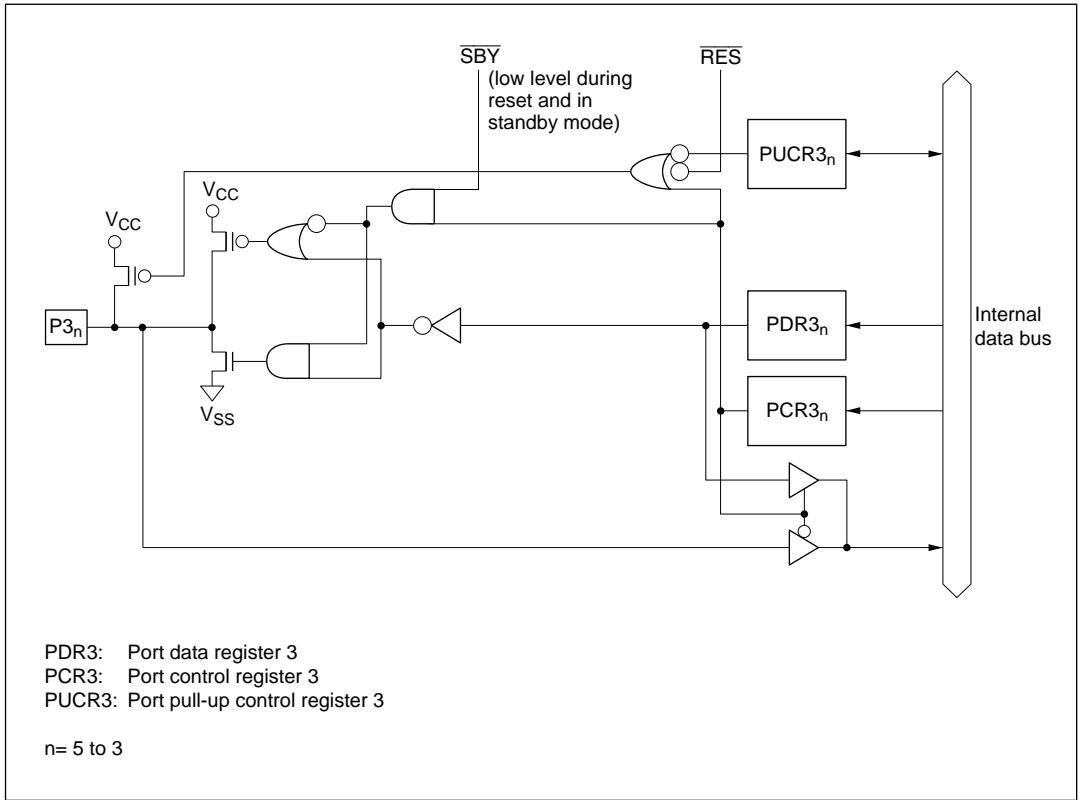 SBY
(low level during
reset and in
standby mode)
RES
PUCR3n
VCC
VCC
P3n
PDR3n
Internal
data bus
PCR3n
VSS
PDR3: Port data register 3
PCR3: Port control register 3
PUCR3: Port pull-up control register 3
n= 5 to 3